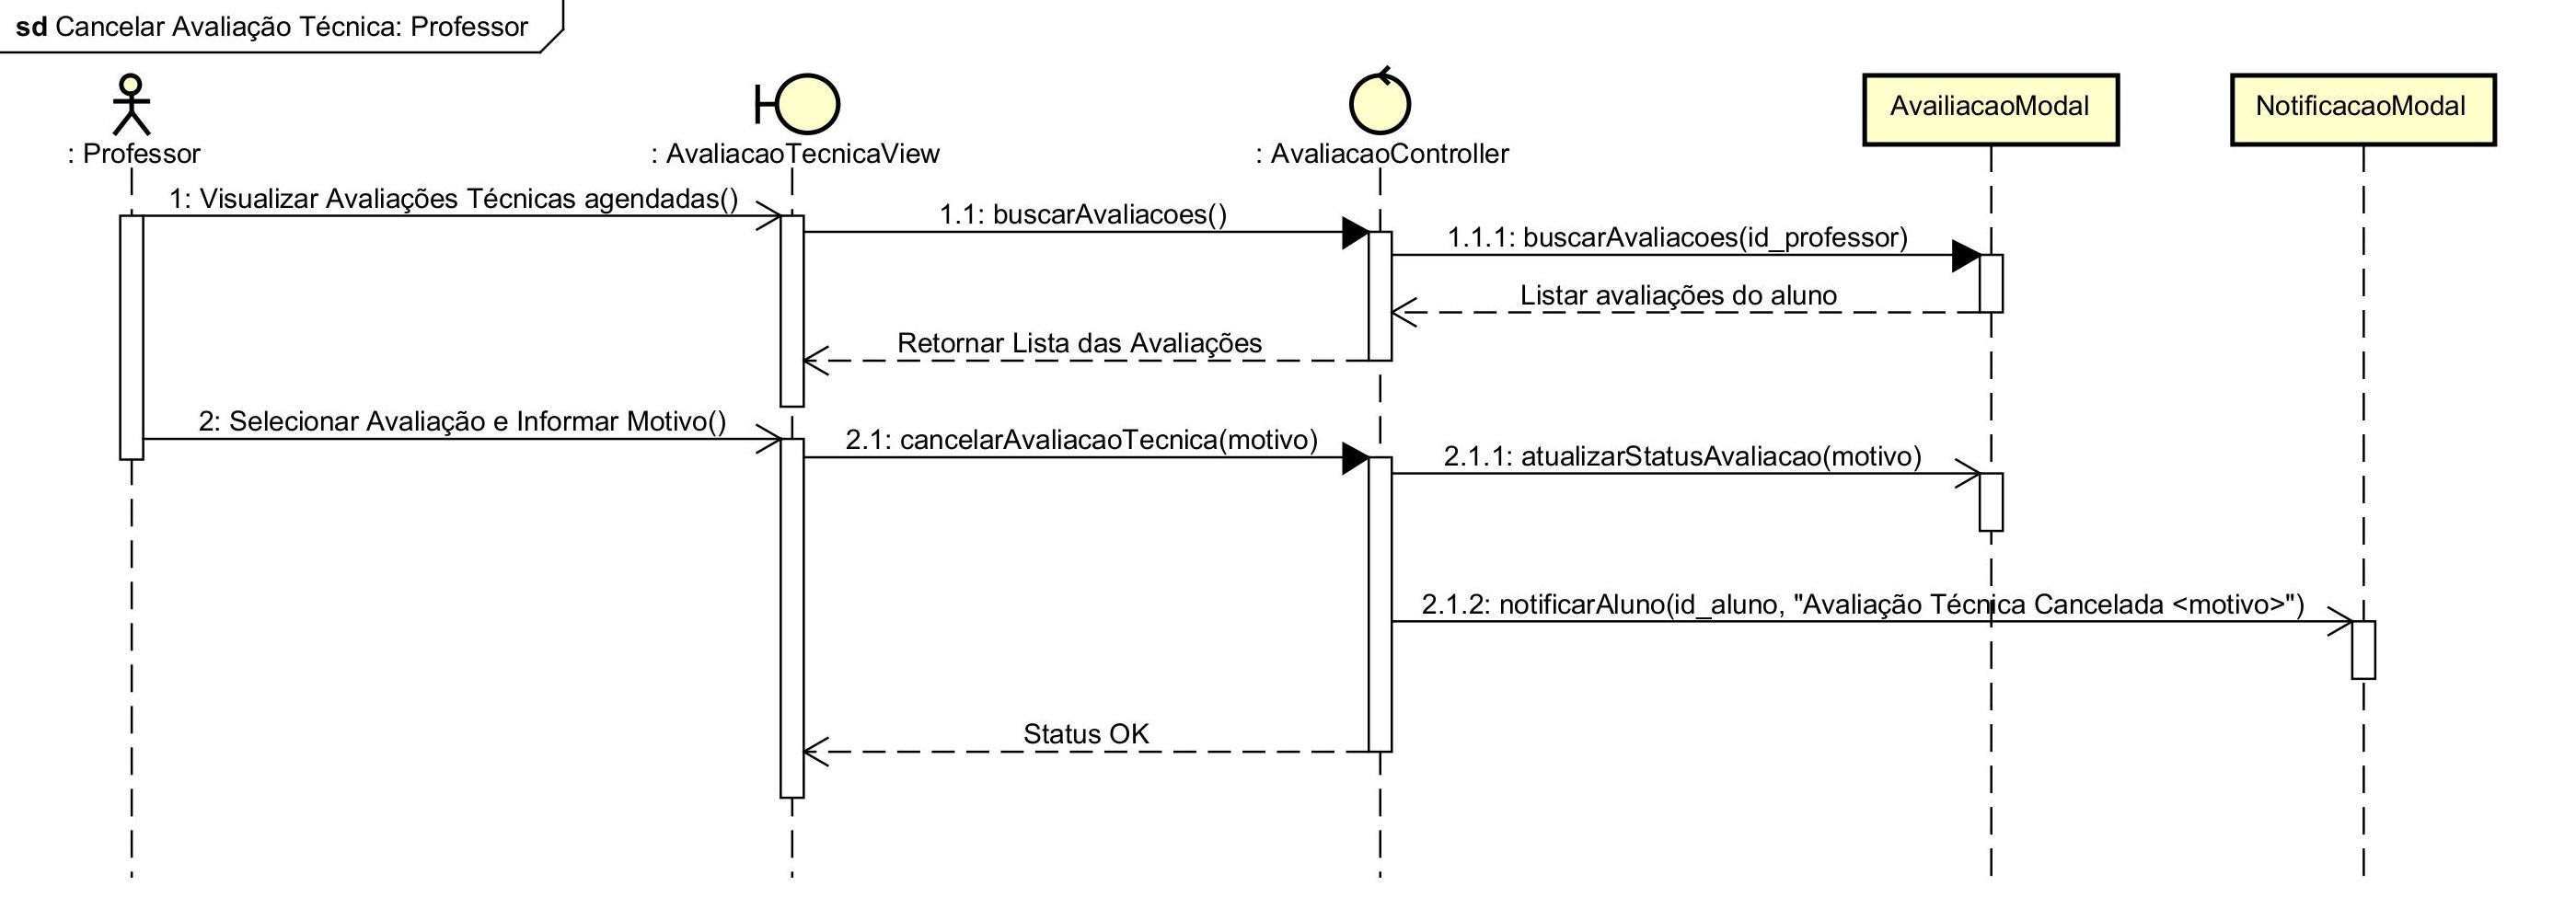 sd Cancelar Avaliação Técnica: Professor
: Professor
: AvaliacaoTecnicaView
: AvaliacaoController
AvailiacaoModal
NotificacaoModal
1: Visualizar Avaliações Técnicas agendadas()
1.1: buscarAvaliacoes()
1.1.1: buscarAvaliacoes(id_professor)
Listar avaliações do aluno
Retornar Lista das Avaliações
2: Selecionar Avaliação e Informar Motivo()
2.1: cancelarAvaliacaoTecnica(motivo)
2.1.1: atualizarStatusAvaliacao(motivo)
2.1.2: notificarAluno(id_aluno, "Avaliação Técnica Cancelada <motivo>")
Status OK